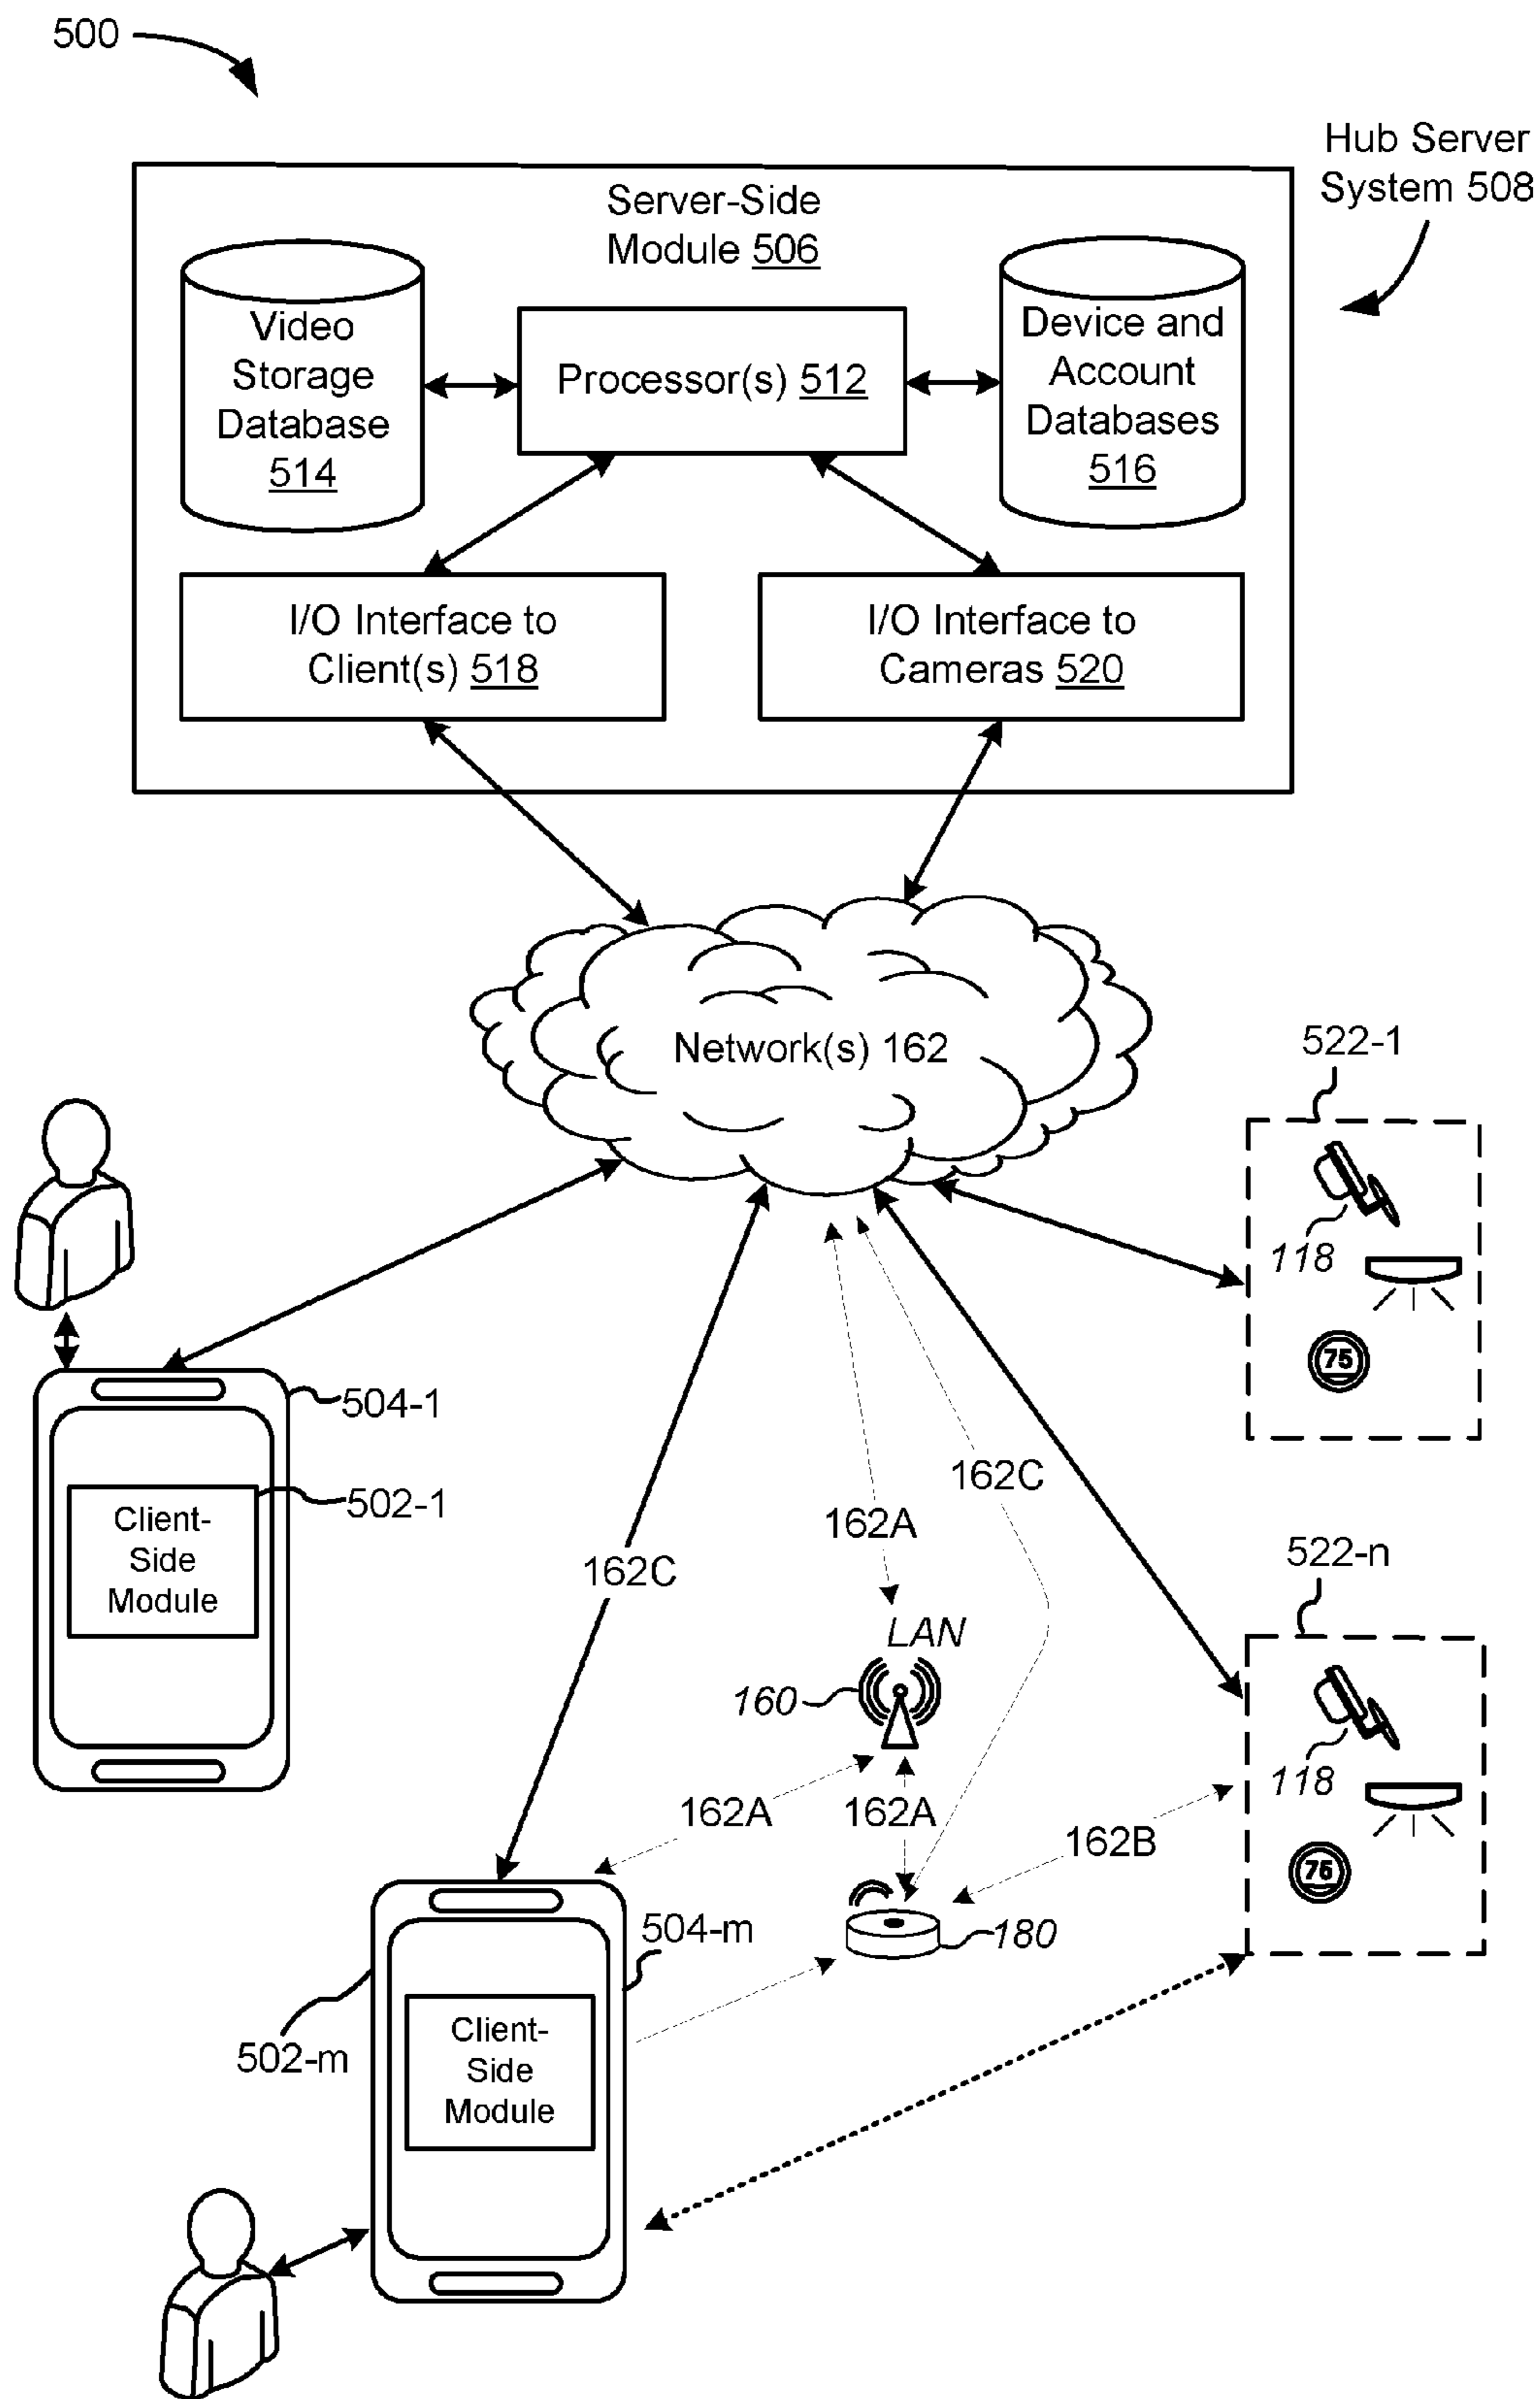 500
Hub Server
System 508
Server-Side
Module 506
Video
Storage
Database
514
Processor(s) 512
Device and
Account
Databases
516
I/O Interface to
Client(s) 518
I/O Interface to
Cameras 520
Network(s) 162
522-1
118
75
504-1
502-1
Client-
Side
Module
162C
162A
162C
LAN
160
162A
162A
162B
522-n
118
75
180
504-m
502-m
Client-
Side
Module